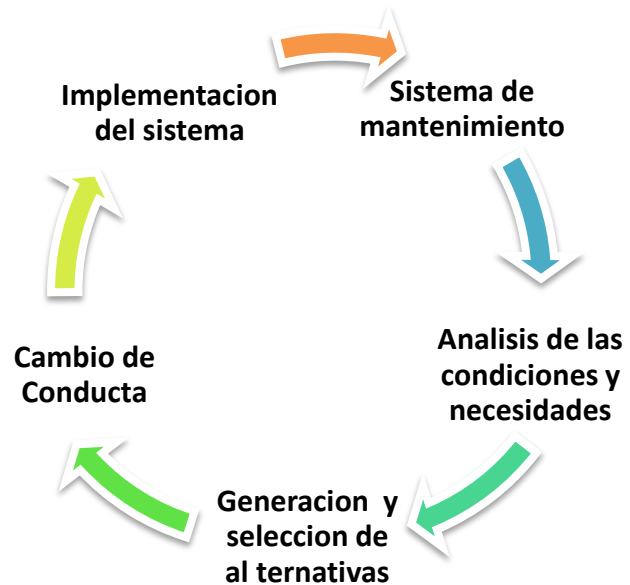 Implementacion
del sistema
Sistema de
mantenimiento
Analisis de las
condiciones y
necesidades
Generacion  y
seleccion de
al ternativas
Cambio de
Conducta